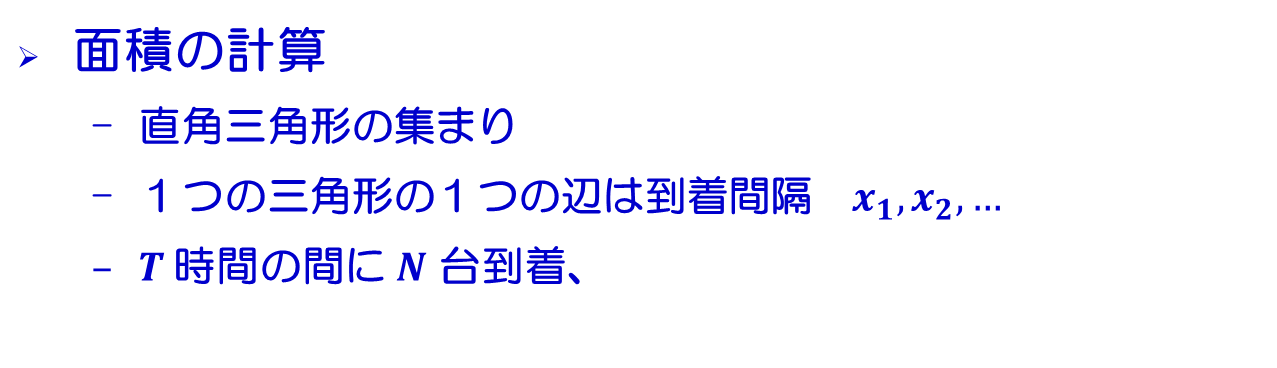 ➢ 面積の計算
– 直角三角形の集まり
– １つの三角形の１つの辺は到着間隔　x₁, x₂, …
– T 時間の間に N 台到着、